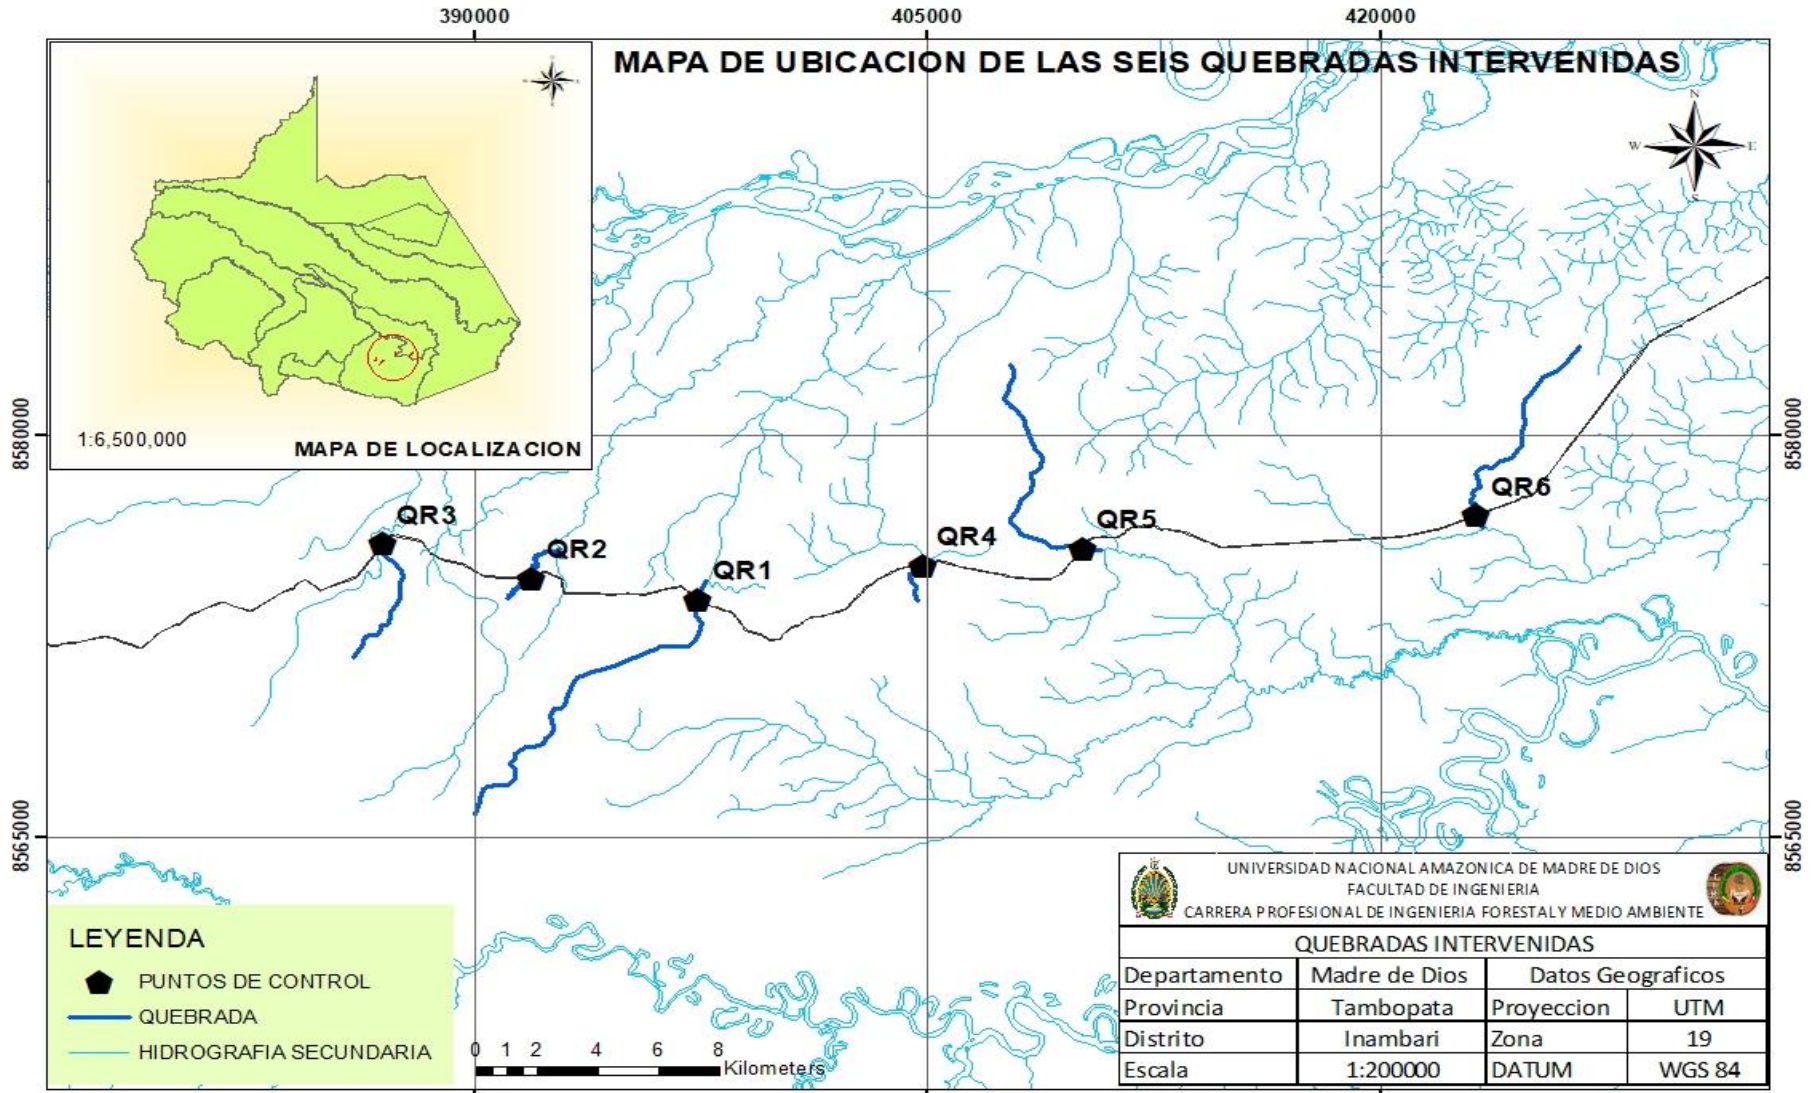 390000 405000 420000
MAPA DE UBICACION DE LAS SEIS QUEBRADAS INTERVENIDAS
N
W E
S
8580000 8580000
1:6,500,000 MAPA DE LOCALIZACION
QR3
QR2
QR1
QR4
QR5
QR6
8565000 8565000
LEYENDA
PUNTOS DE CONTROL
QUEBRADA
HIDROGRAFIA SECUNDARIA
0 1 2 4 6 8
Kilometers
UNIVERSIDAD NACIONAL AMAZONICA DE MADRE DE DIOS
FACULTAD DE INGENIERIA
CARRERA PROFESIONAL DE INGENIERIA FORESTAL Y MEDIO AMBIENTE
QUEBRADAS INTERVENIDAS
Departamento Madre de Dios Datos Geograficos
Provincia Tambopata Proyeccion UTM
Distrito Inambari Zona 19
Escala 1:200000 DATUM WGS 84